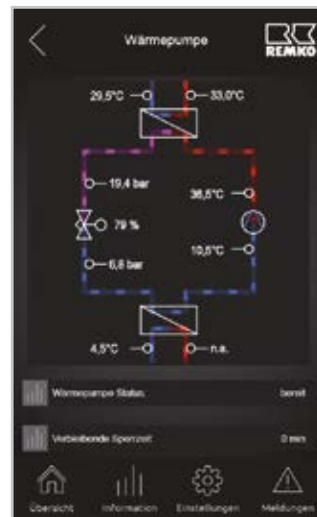 Wärmepumpe
REMKO
29,5°C 33,0°C
19,4 bar
36,5°C
79 %
10,5°C
6,8 bar
4,5°C n.a.
Wärmepumpe Status: bereit
Verbleibende Sperrzeit 0 min
Übersicht Information Einstellungen Meldungen